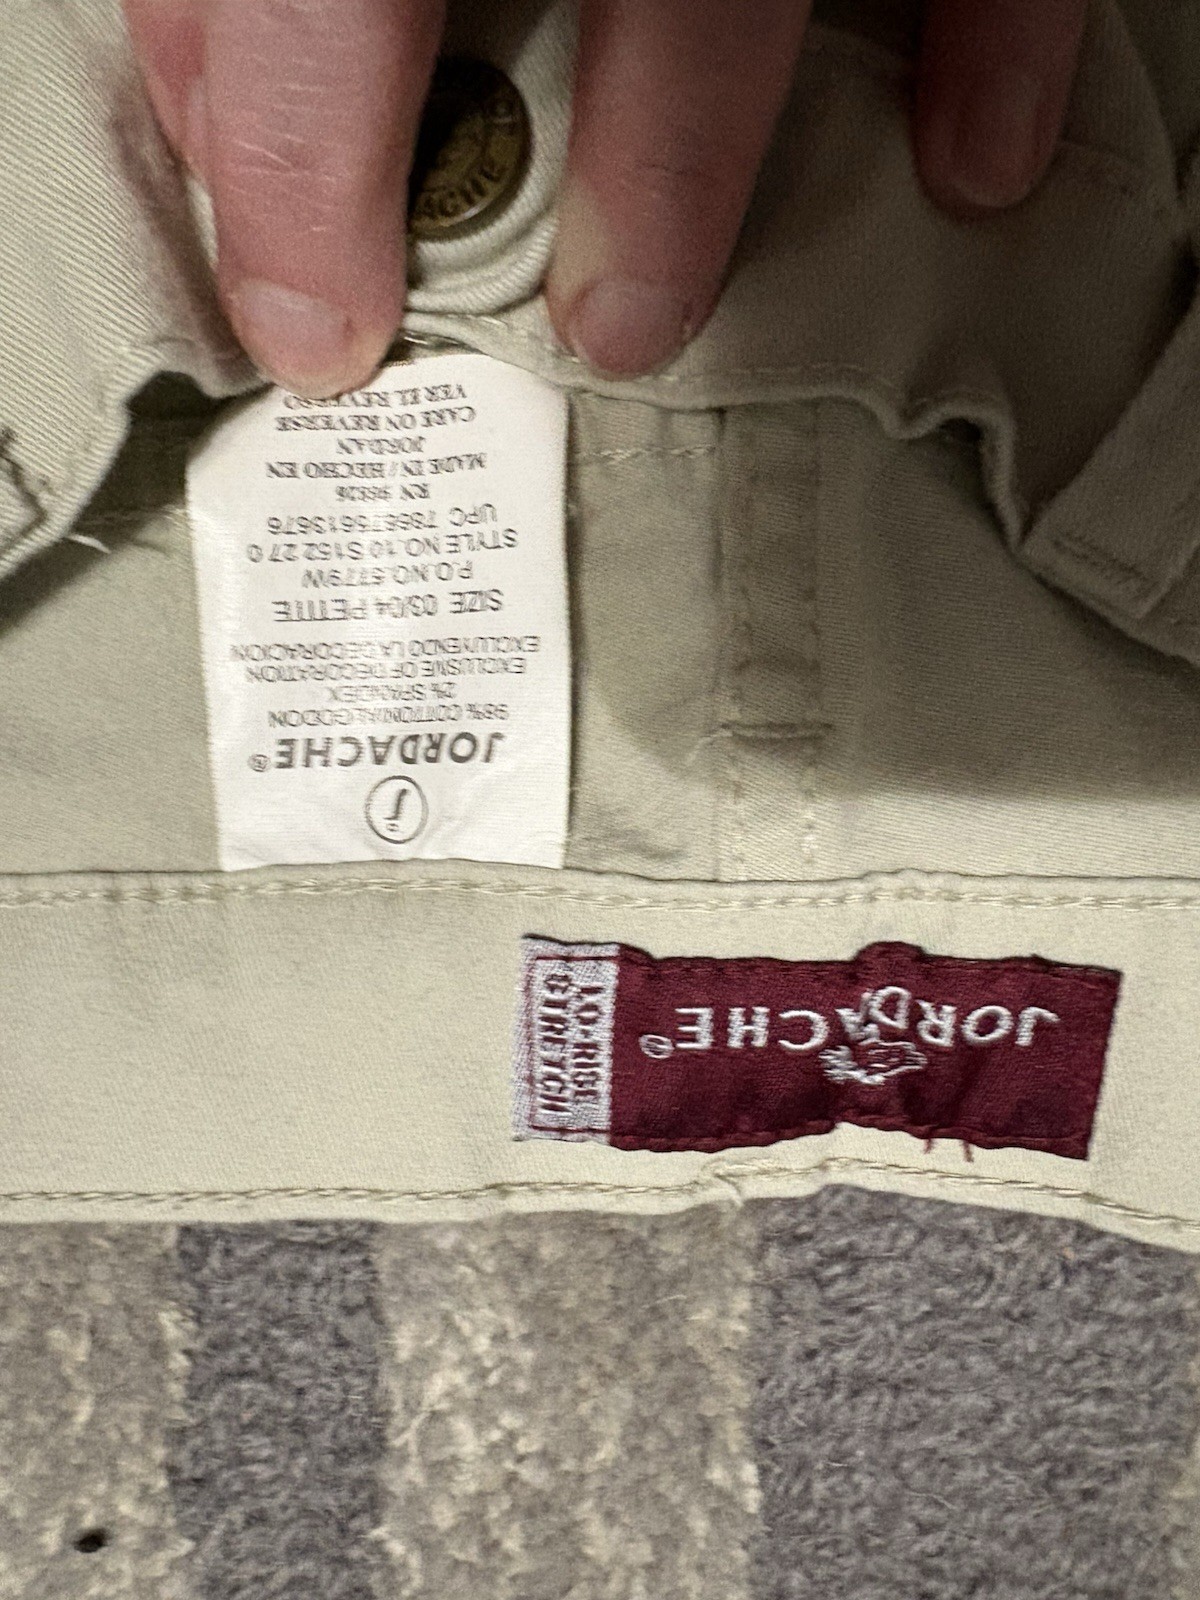 JORDACHE®
98% COTTON/ALGODON
2% SPANDEX
EXCLUSIVE OF DECORATION
EXCLUYENDO LA DECORACION
SIZE 03/04 PETITE
P.O.NO.5779W
STYLE NO.10 S152 27 0
UPC 786675613676
RN 96826
MADE IN / HECHO EN
JORDAN
CARE ON REVERSE
VER EL REVERSO
JORDACHE®
LO-RISE
STRETCH